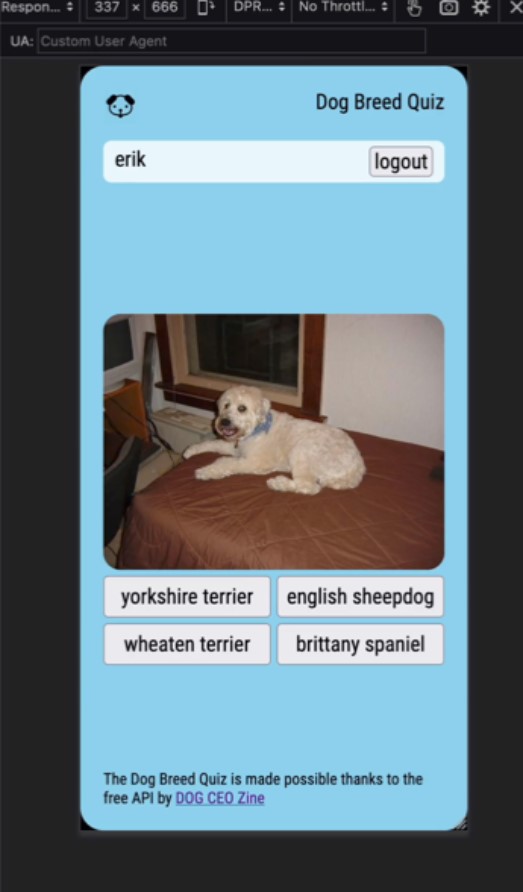 Respon... 337 × 666 DPR... No Throttl...
UA: Custom User Agent
Dog Breed Quiz
erik logout
yorkshire terrier english sheepdog
wheaten terrier brittany spaniel
The Dog Breed Quiz is made possible thanks to the
free API by DOG CEO Zine